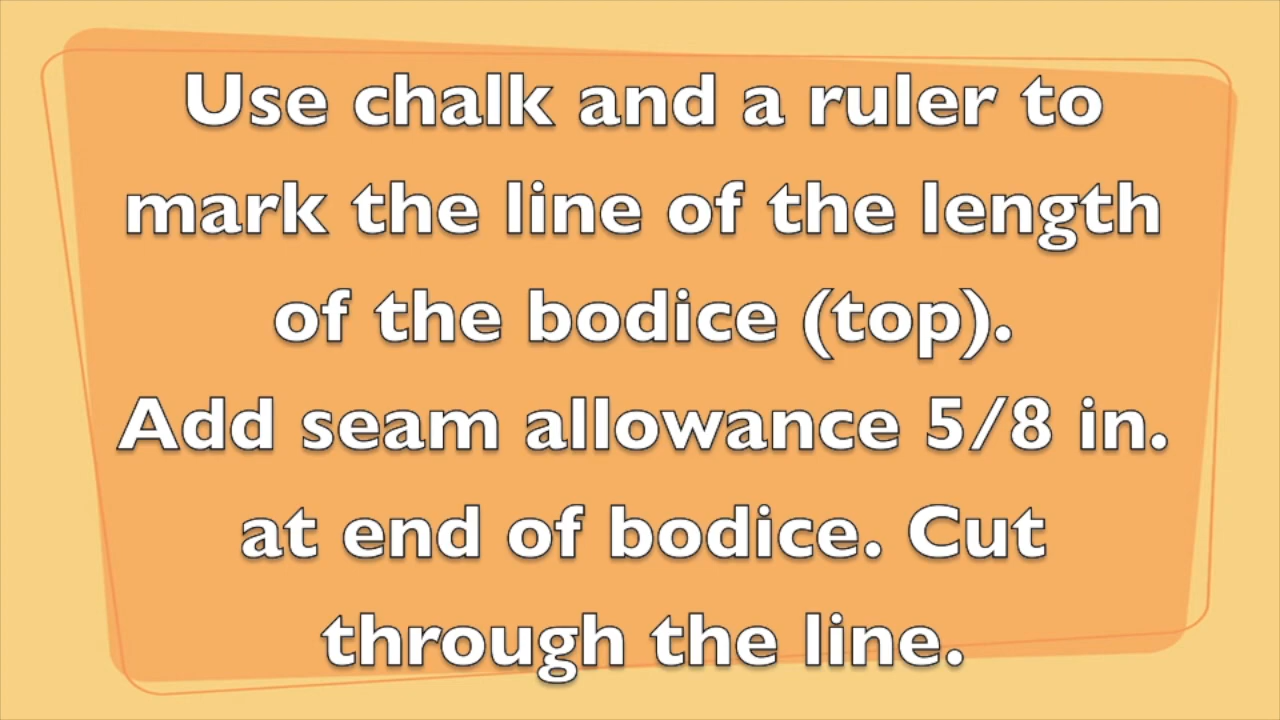 Use chalk and a ruler to
mark the line of the length
of the bodice (top).
Add seam allowance 5/8 in.
at end of bodice. Cut
through the line.